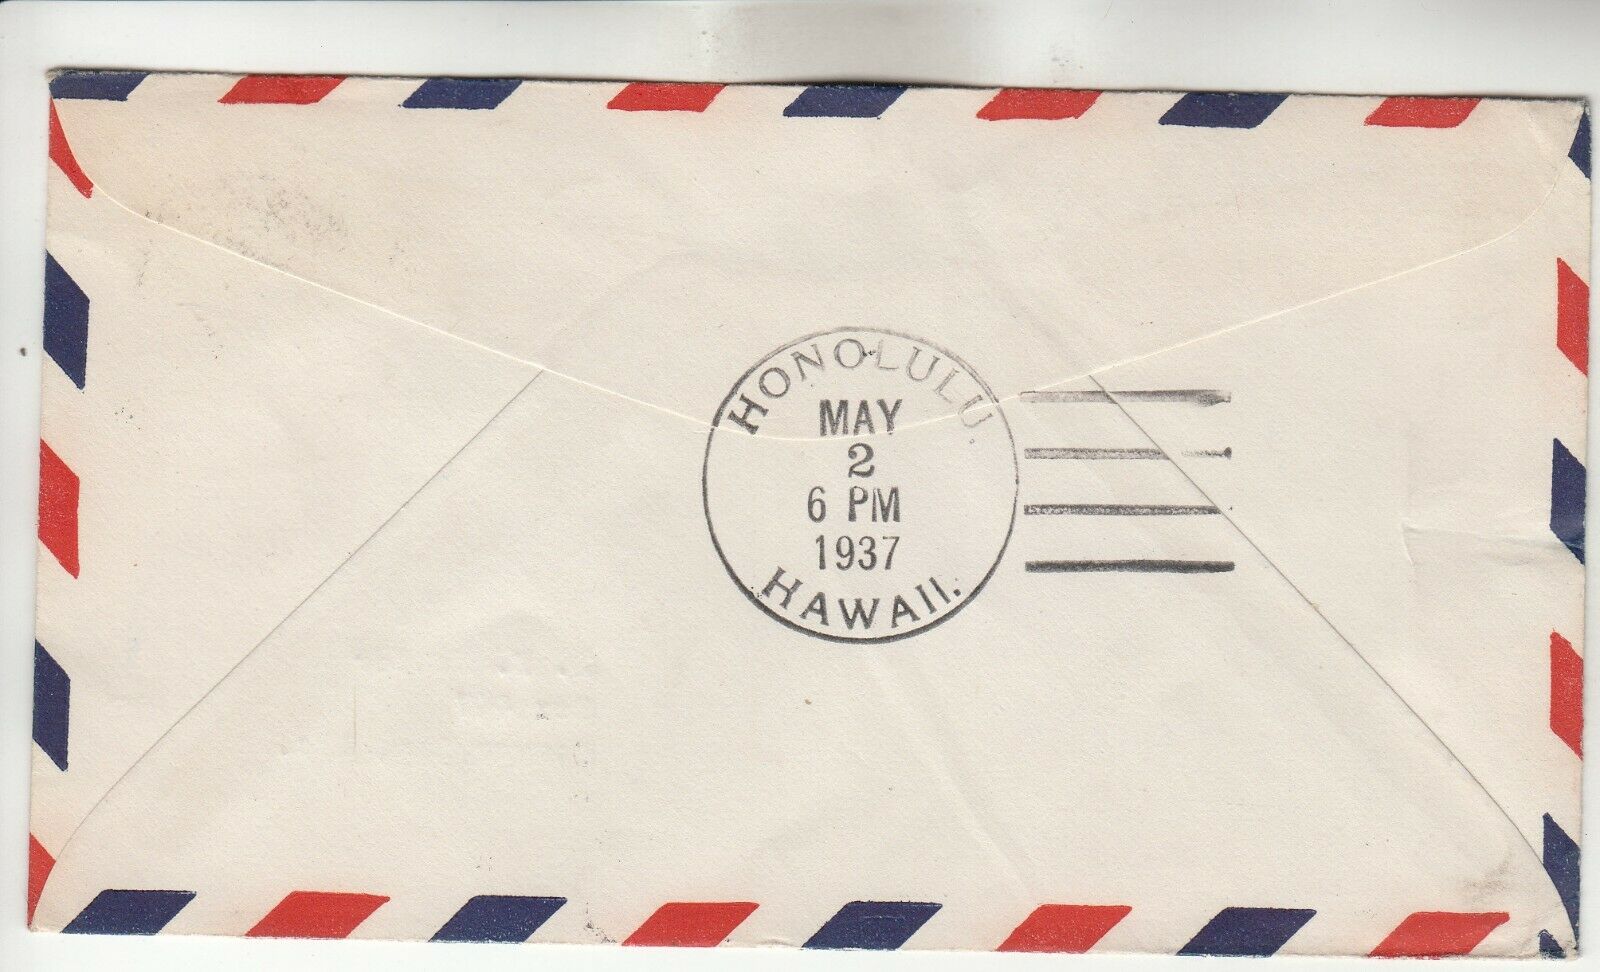 HONOLULU.
MAY
2
6 PM
1937
HAWAII.